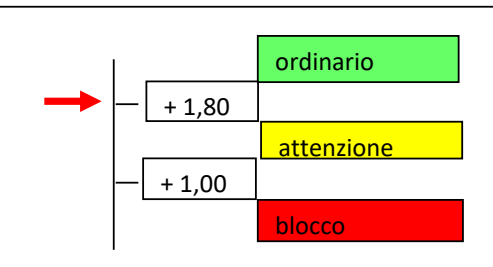 ordinario
+ 1,80
attenzione
+ 1,00
blocco